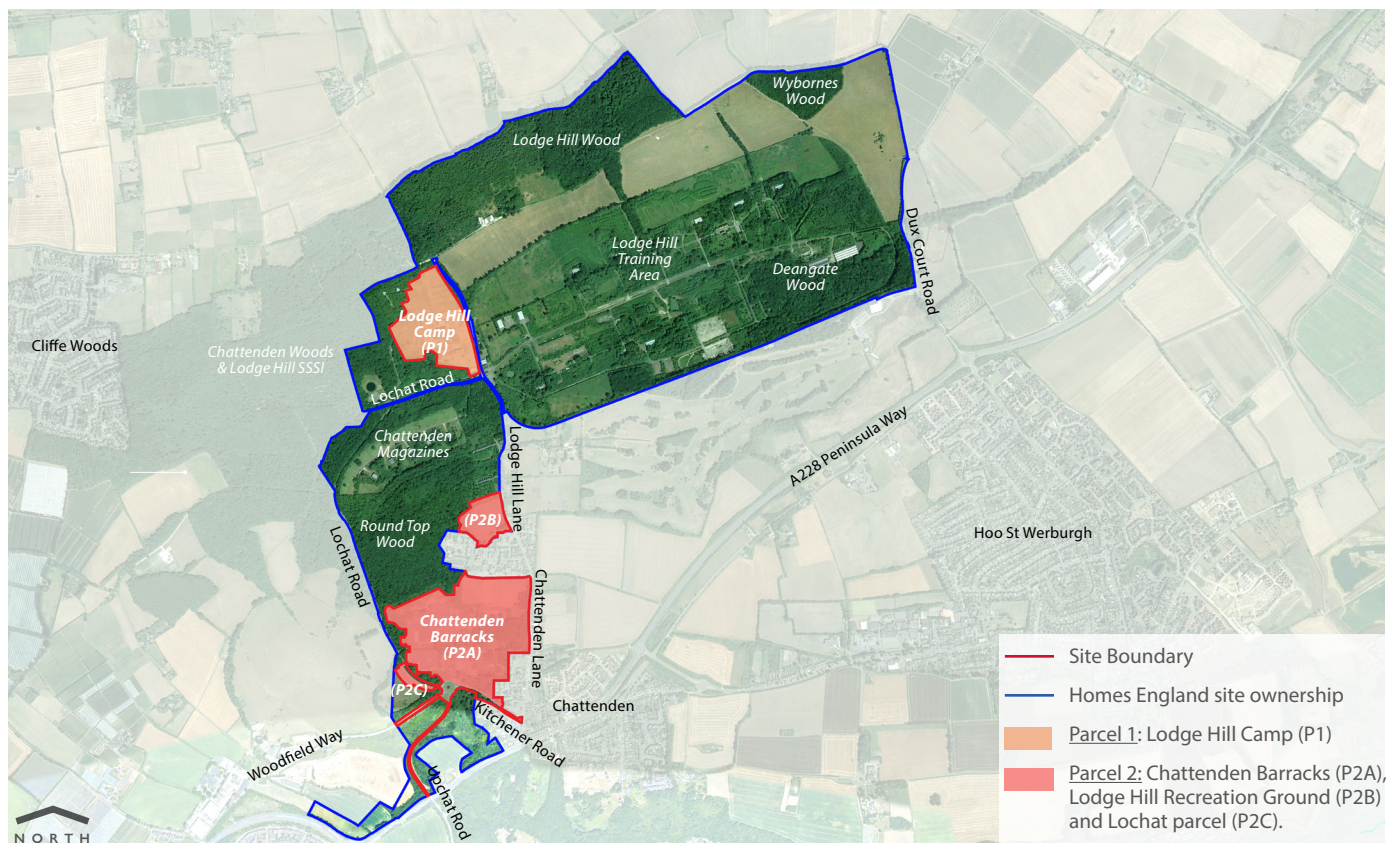 Wybornes
Wood
Lodge Hill Wood
Lodge Hill
Training
Area
Deangate
Wood
Dux Court Road
Lodge Hill
Camp
(P1)
Cliffe Woods
Chattenden Woods
& Lodge Hill SSSI
Lochat Road
Chattenden
Magazines
Lodge Hill Lane
A228 Peninsula Way
(P2B)
Round Top
Wood
Hoo St Werburgh
Lochat Road
Chattenden Lane
Chattenden
Barracks
(P2A)
(P2C)
Chattenden
Kitchener Road
Woodfield Way
Upchat Rod
NORTH
Site Boundary
Homes England site ownership
Parcel 1: Lodge Hill Camp (P1)
Parcel 2: Chattenden Barracks (P2A),
Lodge Hill Recreation Ground (P2B)
and Lochat parcel (P2C).